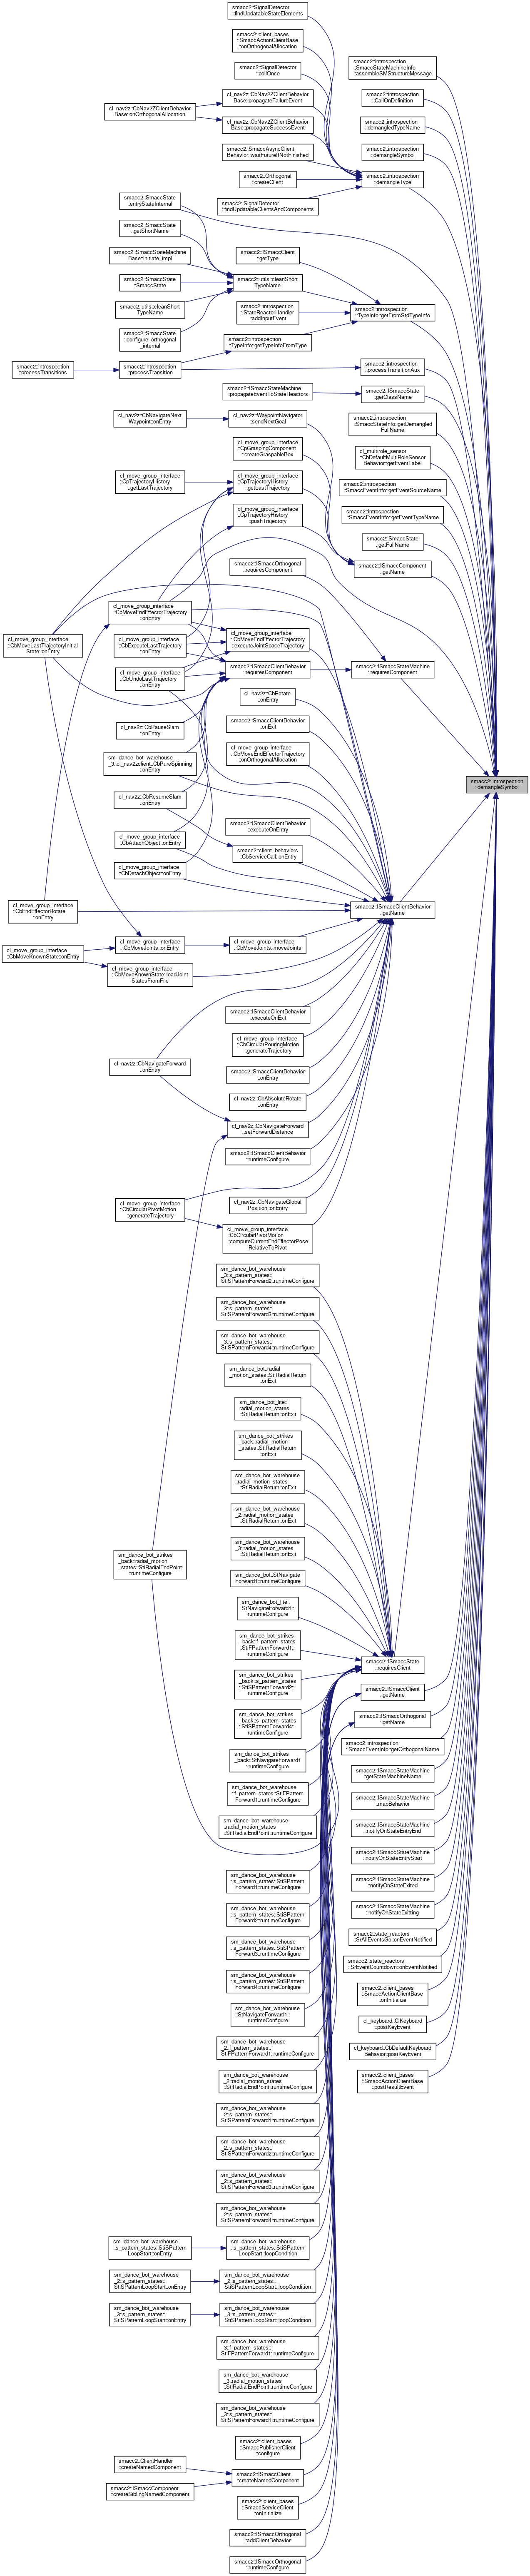 smacc2::SignalDetector
::findUpdatableStateElements
smacc2::client_bases
::SmaccActionClientBase
::onOrthogonalAllocation
smacc2::SignalDetector
::pollOnce
cl_nav2z::CbNav2ZClientBehavior
Base::propagateFailureEvent
cl_nav2z::CbNav2ZClientBehavior
Base::onOrthogonalAllocation
cl_nav2z::CbNav2ZClientBehavior
Base::propagateSuccessEvent
smacc2::SmaccAsyncClient
Behavior::waitFutureIfNotFinished
smacc2::Orthogonal
::createClient
smacc2::SignalDetector
::findUpdatableClientsAndComponents
smacc2::introspection
::SmaccStateMachineInfo
::assembleSMStructureMessage
smacc2::introspection
::CallOnDefinition
smacc2::introspection
::demangledTypeName
smacc2::introspection
::demangleSymbol
smacc2::introspection
::demangleType
smacc2::SmaccState
::entryStateInternal
smacc2::SmaccState
::getShortName
smacc2::SmaccStateMachine
Base::initiate_impl
smacc2::SmaccState
::SmaccState
smacc2::utils::cleanShort
TypeName
smacc2::SmaccState
::configure_orthogonal
_internal
smacc2::ISmaccClient
::getType
smacc2::utils::cleanShort
TypeName
smacc2::introspection
::StateReactorHandler
::addInputEvent
smacc2::introspection
::TypeInfo::getTypeInfoFromType
smacc2::introspection
::TypeInfo::getFromStdTypeInfo
smacc2::introspection
::processTransitions
smacc2::introspection
::processTransition
smacc2::introspection
::processTransitionAux
smacc2::ISmaccStateMachine
::propagateEventToStateReactors
smacc2::ISmaccState
::getClassName
cl_nav2z::CbNavigateNext
Waypoint::onEntry
cl_nav2z::WaypointNavigator
::sendNextGoal
smacc2::introspection
::SmaccStateInfo::getDemangled
FullName
cl_move_group_interface
::CpGraspingComponent
::createGraspableBox
cl_multirole_sensor
::CbDefaultMultiRoleSensor
Behavior::getEventLabel
cl_move_group_interface
::CpTrajectoryHistory
::getLastTrajectory
cl_move_group_interface
::CpTrajectoryHistory
::getLastTrajectory
smacc2::introspection
::SmaccEventInfo::getEventSourceName
cl_move_group_interface
::CpTrajectoryHistory
::pushTrajectory
smacc2::introspection
::SmaccEventInfo::getEventTypeName
smacc2::SmaccState
::getFullName
smacc2::ISmaccOrthogonal
::requiresComponent
smacc2::ISmaccComponent
::getName
cl_move_group_interface
::CbMoveEndEffectorTrajectory
::onEntry
cl_move_group_interface
::CbMoveLastTrajectoryInitial
State::onEntry
cl_move_group_interface
::CbExecuteLastTrajectory
::onEntry
cl_move_group_interface
::CbMoveEndEffectorTrajectory
::executeJointSpaceTrajectory
cl_move_group_interface
::CbUndoLastTrajectory
::onEntry
smacc2::ISmaccClientBehavior
::requiresComponent
smacc2::ISmaccStateMachine
::requiresComponent
cl_nav2z::CbRotate
::onEntry
cl_nav2z::CbPauseSlam
::onEntry
smacc2::SmaccClientBehavior
::onExit
sm_dance_bot_warehouse
_3::cl_nav2zclient::CbPureSpinning
::onEntry
cl_move_group_interface
::CbMoveEndEffectorTrajectory
::onOrthogonalAllocation
smacc2::introspection
::demangleSymbol
cl_nav2z::CbResumeSlam
::onEntry
cl_move_group_interface
::CbAttachObject::onEntry
smacc2::ISmaccClientBehavior
::executeOnEntry
cl_move_group_interface
::CbDetachObject::onEntry
smacc2::client_behaviors
::CbServiceCall::onEntry
cl_move_group_interface
::CbEndEffectorRotate
::onEntry
smacc2::ISmaccClientBehavior
::getName
cl_move_group_interface
::CbMoveKnownState::onEntry
cl_move_group_interface
::CbMoveJoints::onEntry
cl_move_group_interface
::CbMoveJoints::moveJoints
cl_move_group_interface
::CbMoveKnownState::loadJoint
StatesFromFile
smacc2::ISmaccClientBehavior
::executeOnExit
cl_move_group_interface
::CbCircularPouringMotion
::generateTrajectory
cl_nav2z::CbNavigateForward
::onEntry
smacc2::SmaccClientBehavior
::onEntry
cl_nav2z::CbAbsoluteRotate
::onEntry
cl_nav2z::CbNavigateForward
::setForwardDistance
smacc2::ISmaccClientBehavior
::runtimeConfigure
cl_move_group_interface
::CbCircularPivotMotion
::generateTrajectory
cl_nav2z::CbNavigateGlobal
Position::onEntry
cl_move_group_interface
::CbCircularPivotMotion
::computeCurrentEndEffectorPose
RelativeToPivot
sm_dance_bot_warehouse
_3::s_pattern_states::
StiSPatternForward2::runtimeConfigure
sm_dance_bot_warehouse
_3::s_pattern_states::
StiSPatternForward3::runtimeConfigure
sm_dance_bot_warehouse
_3::s_pattern_states::
StiSPatternForward4::runtimeConfigure
sm_dance_bot::radial
_motion_states::StiRadialReturn
::onExit
sm_dance_bot_lite::
radial_motion_states
::StiRadialReturn::onExit
sm_dance_bot_strikes
_back::radial_motion
_states::StiRadialReturn
::onExit
sm_dance_bot_warehouse
::radial_motion_states
::StiRadialReturn::onExit
sm_dance_bot_warehouse
_2::radial_motion_states
::StiRadialReturn::onExit
sm_dance_bot_warehouse
_3::radial_motion_states
::StiRadialReturn::onExit
sm_dance_bot_strikes
_back::radial_motion
_states::StiRadialEndPoint
::runtimeConfigure
sm_dance_bot::StNavigate
Forward1::runtimeConfigure
sm_dance_bot_lite::
StNavigateForward1::
runtimeConfigure
sm_dance_bot_strikes
_back::f_pattern_states
::StiFPatternForward1::
runtimeConfigure
smacc2::ISmaccState
::requiresClient
sm_dance_bot_strikes
_back::s_pattern_states
::StiSPatternForward2::
runtimeConfigure
smacc2::ISmaccClient
::getName
sm_dance_bot_strikes
_back::s_pattern_states
::StiSPatternForward4::
runtimeConfigure
smacc2::ISmaccOrthogonal
::getName
sm_dance_bot_strikes
_back::StNavigateForward1
::runtimeConfigure
smacc2::introspection
::SmaccEventInfo::getOrthogonalName
sm_dance_bot_warehouse
::f_pattern_states::StiFPattern
Forward1::runtimeConfigure
smacc2::ISmaccStateMachine
::getStateMachineName
smacc2::ISmaccStateMachine
::mapBehavior
sm_dance_bot_warehouse
::radial_motion_states
::StiRadialEndPoint::runtimeConfigure
smacc2::ISmaccStateMachine
::notifyOnStateEntryEnd
smacc2::ISmaccStateMachine
::notifyOnStateEntryStart
sm_dance_bot_warehouse
::s_pattern_states::StiSPattern
Forward1::runtimeConfigure
smacc2::ISmaccStateMachine
::notifyOnStateExited
sm_dance_bot_warehouse
::s_pattern_states::StiSPattern
Forward2::runtimeConfigure
smacc2::ISmaccStateMachine
::notifyOnStateExitting
sm_dance_bot_warehouse
::s_pattern_states::StiSPattern
Forward3::runtimeConfigure
smacc2::state_reactors
::SrAllEventsGo::onEventNotified
smacc2::state_reactors
::SrEventCountdown::onEventNotified
sm_dance_bot_warehouse
::s_pattern_states::StiSPattern
Forward4::runtimeConfigure
smacc2::client_bases
::SmaccActionClientBase
::onInitialize
sm_dance_bot_warehouse
::StNavigateForward1::
runtimeConfigure
cl_keyboard::ClKeyboard
::postKeyEvent
sm_dance_bot_warehouse
_2::f_pattern_states::
StiFPatternForward1::runtimeConfigure
cl_keyboard::CbDefaultKeyboard
Behavior::postKeyEvent
sm_dance_bot_warehouse
_2::radial_motion_states
::StiRadialEndPoint::runtimeConfigure
smacc2::client_bases
::SmaccActionClientBase
::postResultEvent
sm_dance_bot_warehouse
_2::s_pattern_states::
StiSPatternForward1::runtimeConfigure
sm_dance_bot_warehouse
_2::s_pattern_states::
StiSPatternForward2::runtimeConfigure
sm_dance_bot_warehouse
_2::s_pattern_states::
StiSPatternForward3::runtimeConfigure
sm_dance_bot_warehouse
_2::s_pattern_states::
StiSPatternForward4::runtimeConfigure
sm_dance_bot_warehouse
::s_pattern_states::StiSPattern
LoopStart::onEntry
sm_dance_bot_warehouse
::s_pattern_states::StiSPattern
LoopStart::loopCondition
sm_dance_bot_warehouse
_2::s_pattern_states::
StiSPatternLoopStart::onEntry
sm_dance_bot_warehouse
_2::s_pattern_states::
StiSPatternLoopStart::loopCondition
sm_dance_bot_warehouse
_3::s_pattern_states::
StiSPatternLoopStart::onEntry
sm_dance_bot_warehouse
_3::s_pattern_states::
StiSPatternLoopStart::loopCondition
sm_dance_bot_warehouse
_3::f_pattern_states::
StiFPatternForward1::runtimeConfigure
sm_dance_bot_warehouse
_3::radial_motion_states
::StiRadialEndPoint::runtimeConfigure
sm_dance_bot_warehouse
_3::s_pattern_states::
StiSPatternForward1::runtimeConfigure
smacc2::client_bases
::SmaccPublisherClient
::configure
smacc2::ClientHandler
::createNamedComponent
smacc2::ISmaccClient
::createNamedComponent
smacc2::ISmaccComponent
::createSiblingNamedComponent
smacc2::client_bases
::SmaccServiceClient
::onInitialize
smacc2::ISmaccOrthogonal
::addClientBehavior
smacc2::ISmaccOrthogonal
::runtimeConfigure